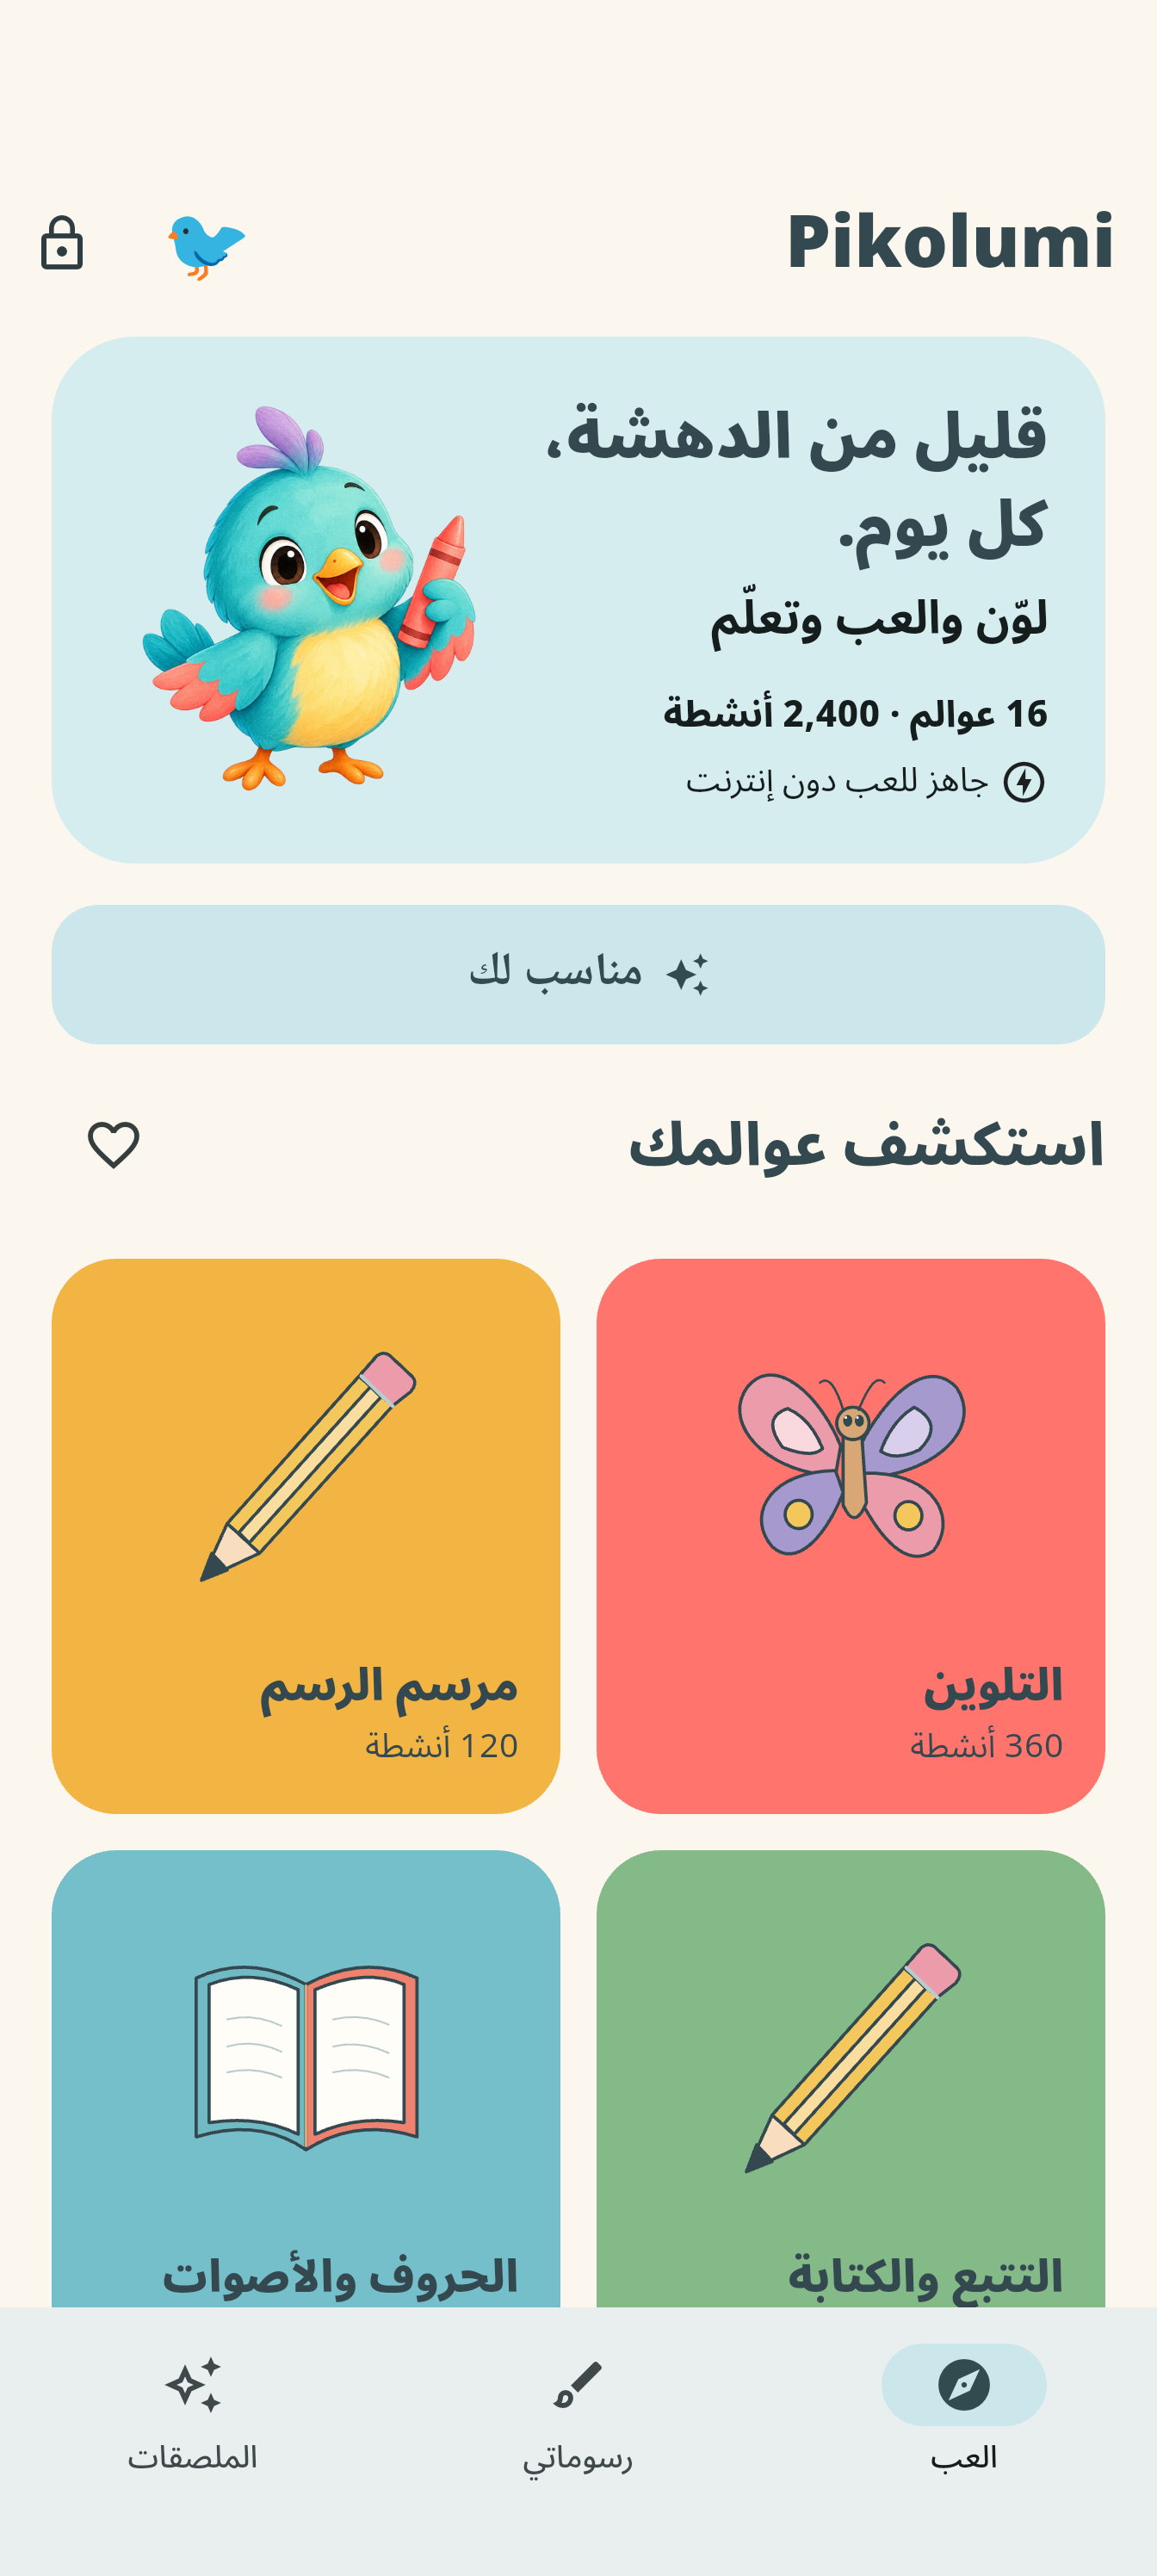 Pikolumi
قليل من الدهشة،
كل يوم.
لوّن والعب وتعلّم
16 عوالم · 2,400 أنشطة
جاهز للعب دون إنترنت
مناسب لك
استكشف عوالمك
التلوين
360 أنشطة
مرسم الرسم
120 أنشطة
التتبع والكتابة
الحروف والأصوات
العب
رسوماتي
الملصقات